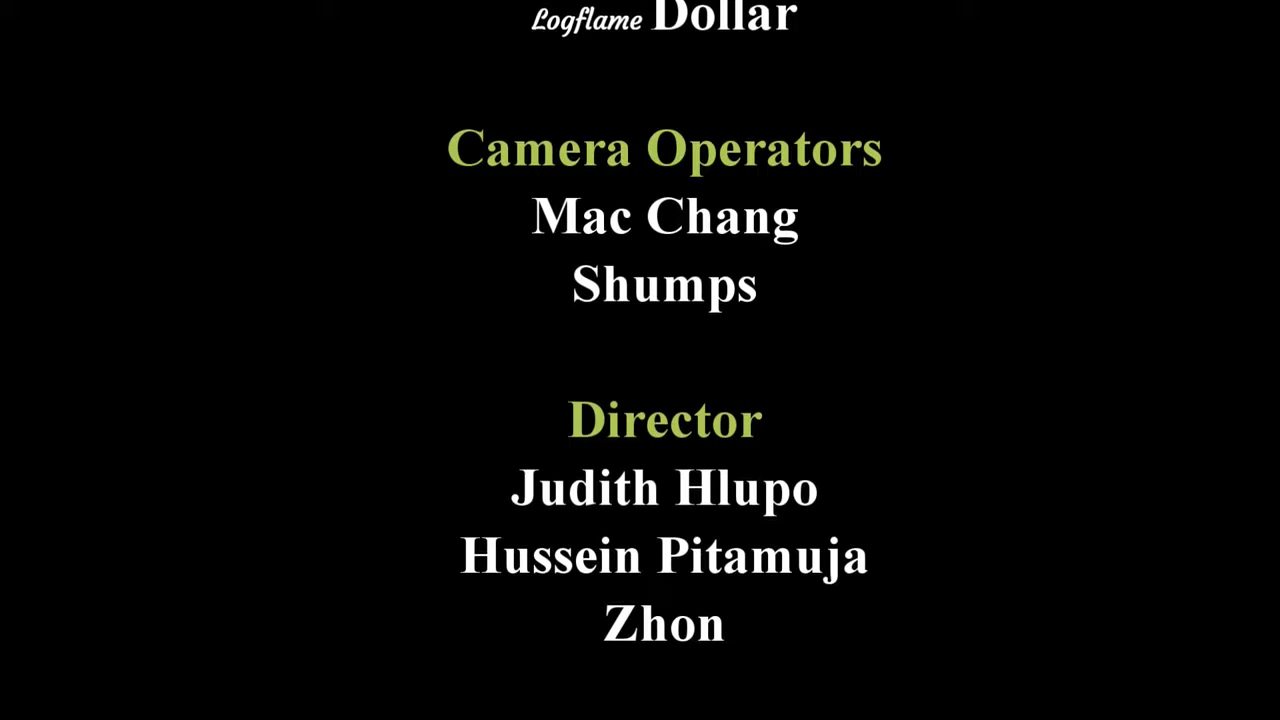 Logflame Dollar
Camera Operators
Mac Chang
Shumps
Director
Judith Hlupo
Hussein Pitamuja
Zhon